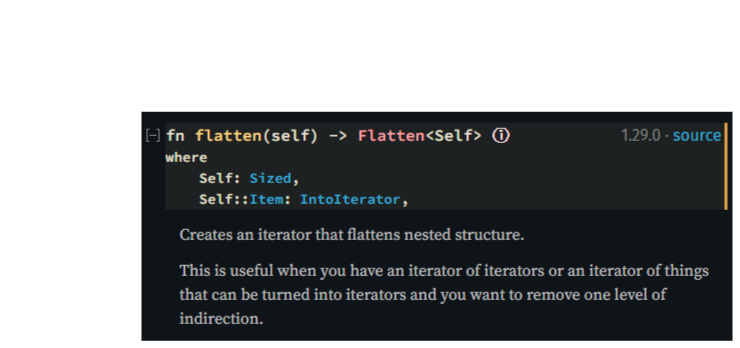 [−] fn flatten(self) -> Flatten<Self> ⓘ 1.29.0 · source
where
Self: Sized,
Self::Item: IntoIterator,
Creates an iterator that flattens nested structure.
This is useful when you have an iterator of iterators or an iterator of things
that can be turned into iterators and you want to remove one level of
indirection.